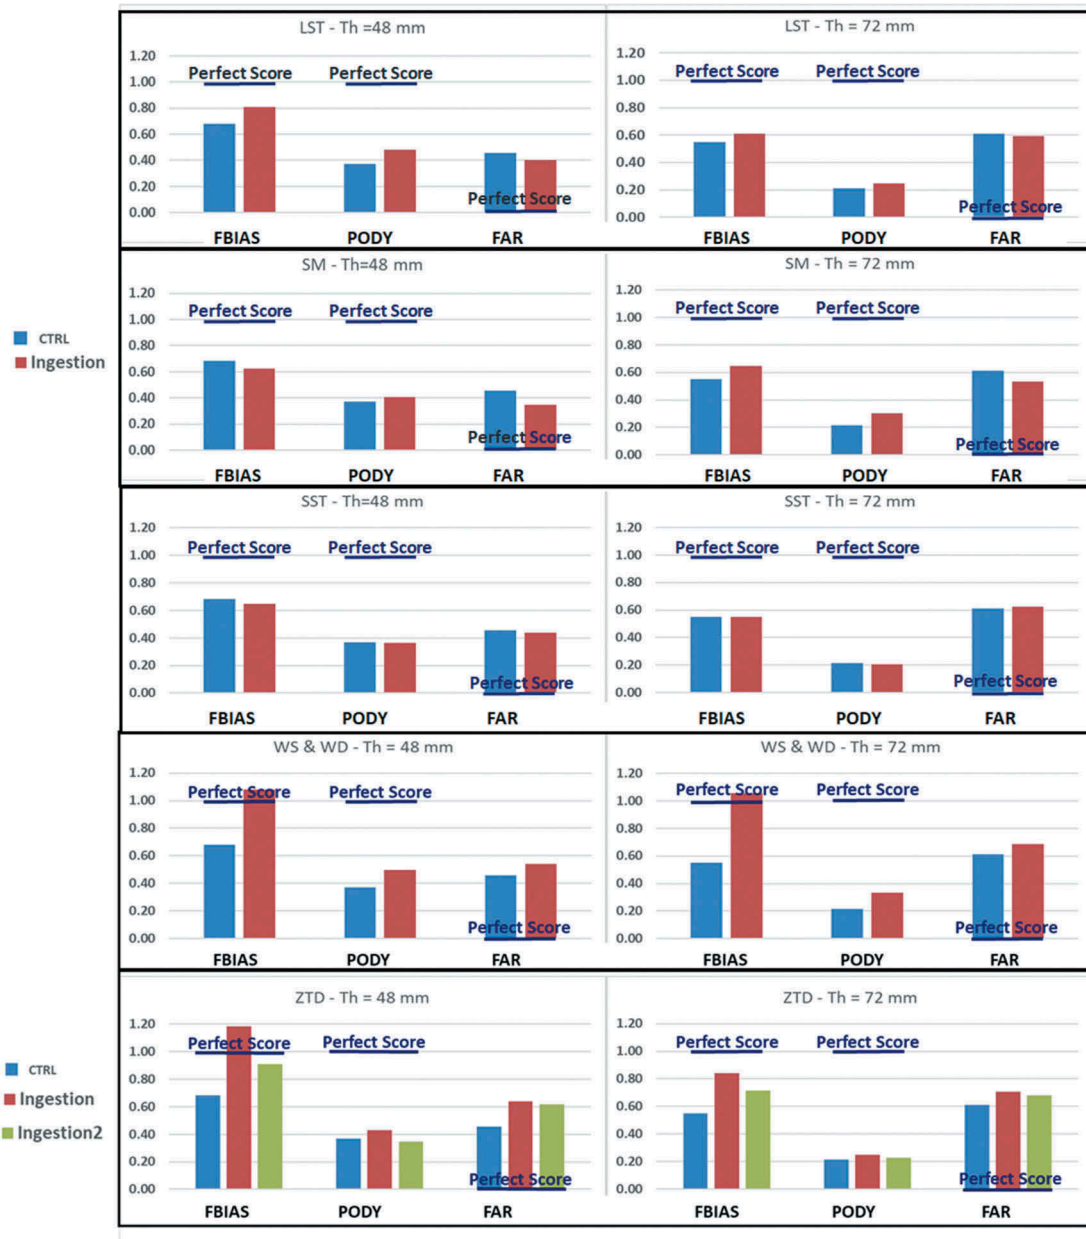 LST - Th =48 mm
LST - Th = 72 mm
1.20
1.00
0.80
0.60
0.40
0.20
0.00
Perfect Score
Perfect Score
Perfect Score
FBIAS PODY FAR
1.20
1.00
0.80
0.60
0.40
0.20
0.00
Perfect Score
Perfect Score
Perfect Score
FBIAS PODY FAR
SM - Th=48 mm
SM - Th = 72 mm
1.20
1.00
0.80
0.60
0.40
0.20
0.00
Perfect Score
Perfect Score
Perfect Score
FBIAS PODY FAR
1.20
1.00
0.80
0.60
0.40
0.20
0.00
Perfect Score
Perfect Score
Perfect Score
FBIAS PODY FAR
CTRL
Ingestion
SST - Th=48 mm
SST - Th = 72 mm
1.20
1.00
0.80
0.60
0.40
0.20
0.00
Perfect Score
Perfect Score
Perfect Score
FBIAS PODY FAR
1.20
1.00
0.80
0.60
0.40
0.20
0.00
Perfect Score
Perfect Score
Perfect Score
FBIAS PODY FAR
WS & WD - Th = 48 mm
WS & WD - Th = 72 mm
1.20
1.00
0.80
0.60
0.40
0.20
0.00
Perfect Score
Perfect Score
Perfect Score
FBIAS PODY FAR
1.20
1.00
0.80
0.60
0.40
0.20
0.00
Perfect Score
Perfect Score
Perfect Score
FBIAS PODY FAR
ZTD - Th = 48 mm
ZTD - Th = 72 mm
1.20
1.00
0.80
0.60
0.40
0.20
0.00
Perfect Score
Perfect Score
Perfect Score
FBIAS PODY FAR
1.20
1.00
0.80
0.60
0.40
0.20
0.00
Perfect Score
Perfect Score
Perfect Score
FBIAS PODY FAR
CTRL
Ingestion
Ingestion2